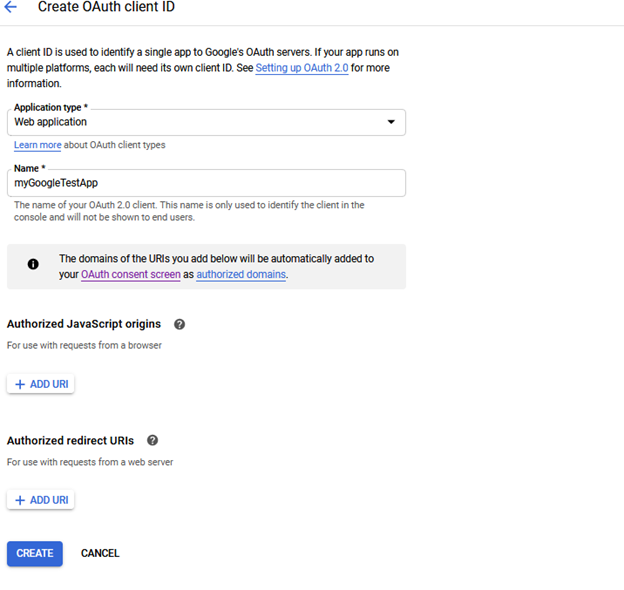 Create OAuth client ID
A client ID is used to identify a single app to Google's OAuth servers. If your app runs on
multiple platforms, each will need its own client ID. See Setting up OAuth 2.0 for more
information.
Application type *
Web application
Learn more about OAuth client types
Name *
myGoogleTestApp
The name of your OAuth 2.0 client. This name is only used to identify the client in the
console and will not be shown to end users.
The domains of the URIs you add below will be automatically added to
your OAuth consent screen as authorized domains.
Authorized JavaScript origins
For use with requests from a browser
+ ADD URI
Authorized redirect URIs
For use with requests from a web server
+ ADD URI
CREATE CANCEL